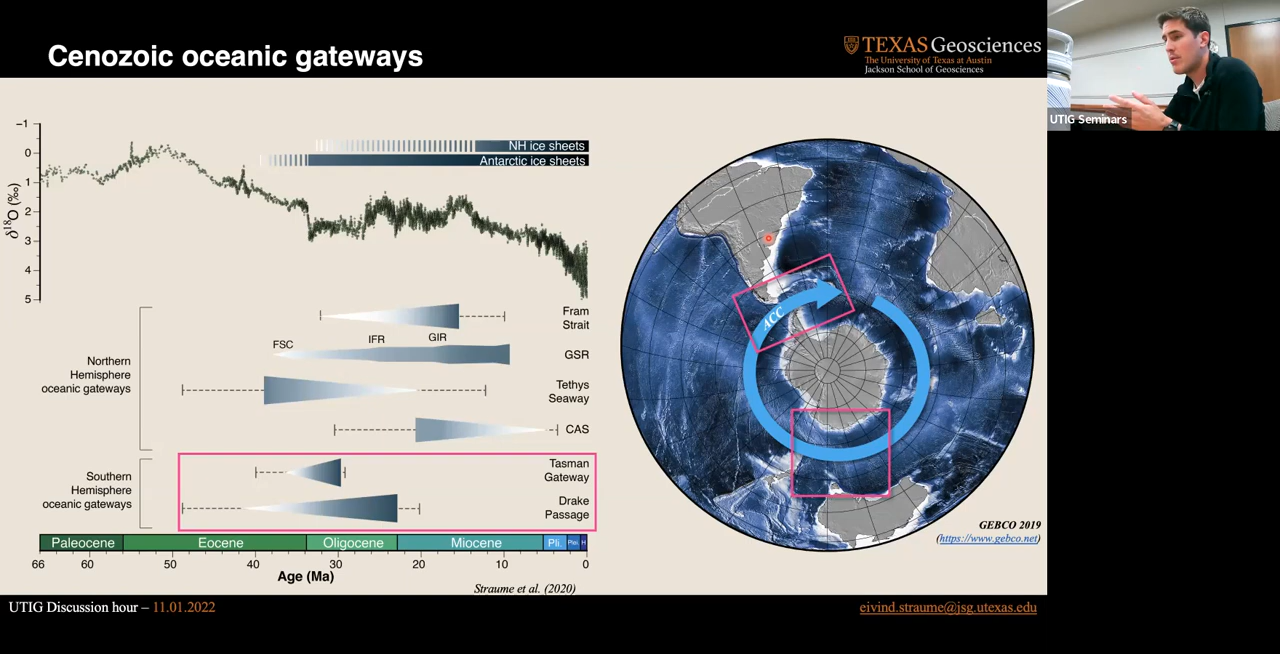 Cenozoic oceanic gateways
TEXAS Geosciences
The University of Texas at Austin
Jackson School of Geosciences
UTIG Seminars
−1
0
1
2
3
4
5
δ¹⁸O (‰)
NH ice sheets
Antarctic ice sheets
Northern
Hemisphere
oceanic gateways
Fram
Strait
FSC
IFR
GIR
GSR
Tethys
Seaway
CAS
Southern
Hemisphere
oceanic gateways
Tasman
Gateway
Drake
Passage
Paleocene
Eocene
Oligocene
Miocene
Pli.
Plei.
H
66
60
50
40
30
20
10
0
Age (Ma)
Straume et al. (2020)
ACC
GEBCO 2019
(https://www.gebco.net)
UTIG Discussion hour – 11.01.2022
eivind.straume@jsg.utexas.edu